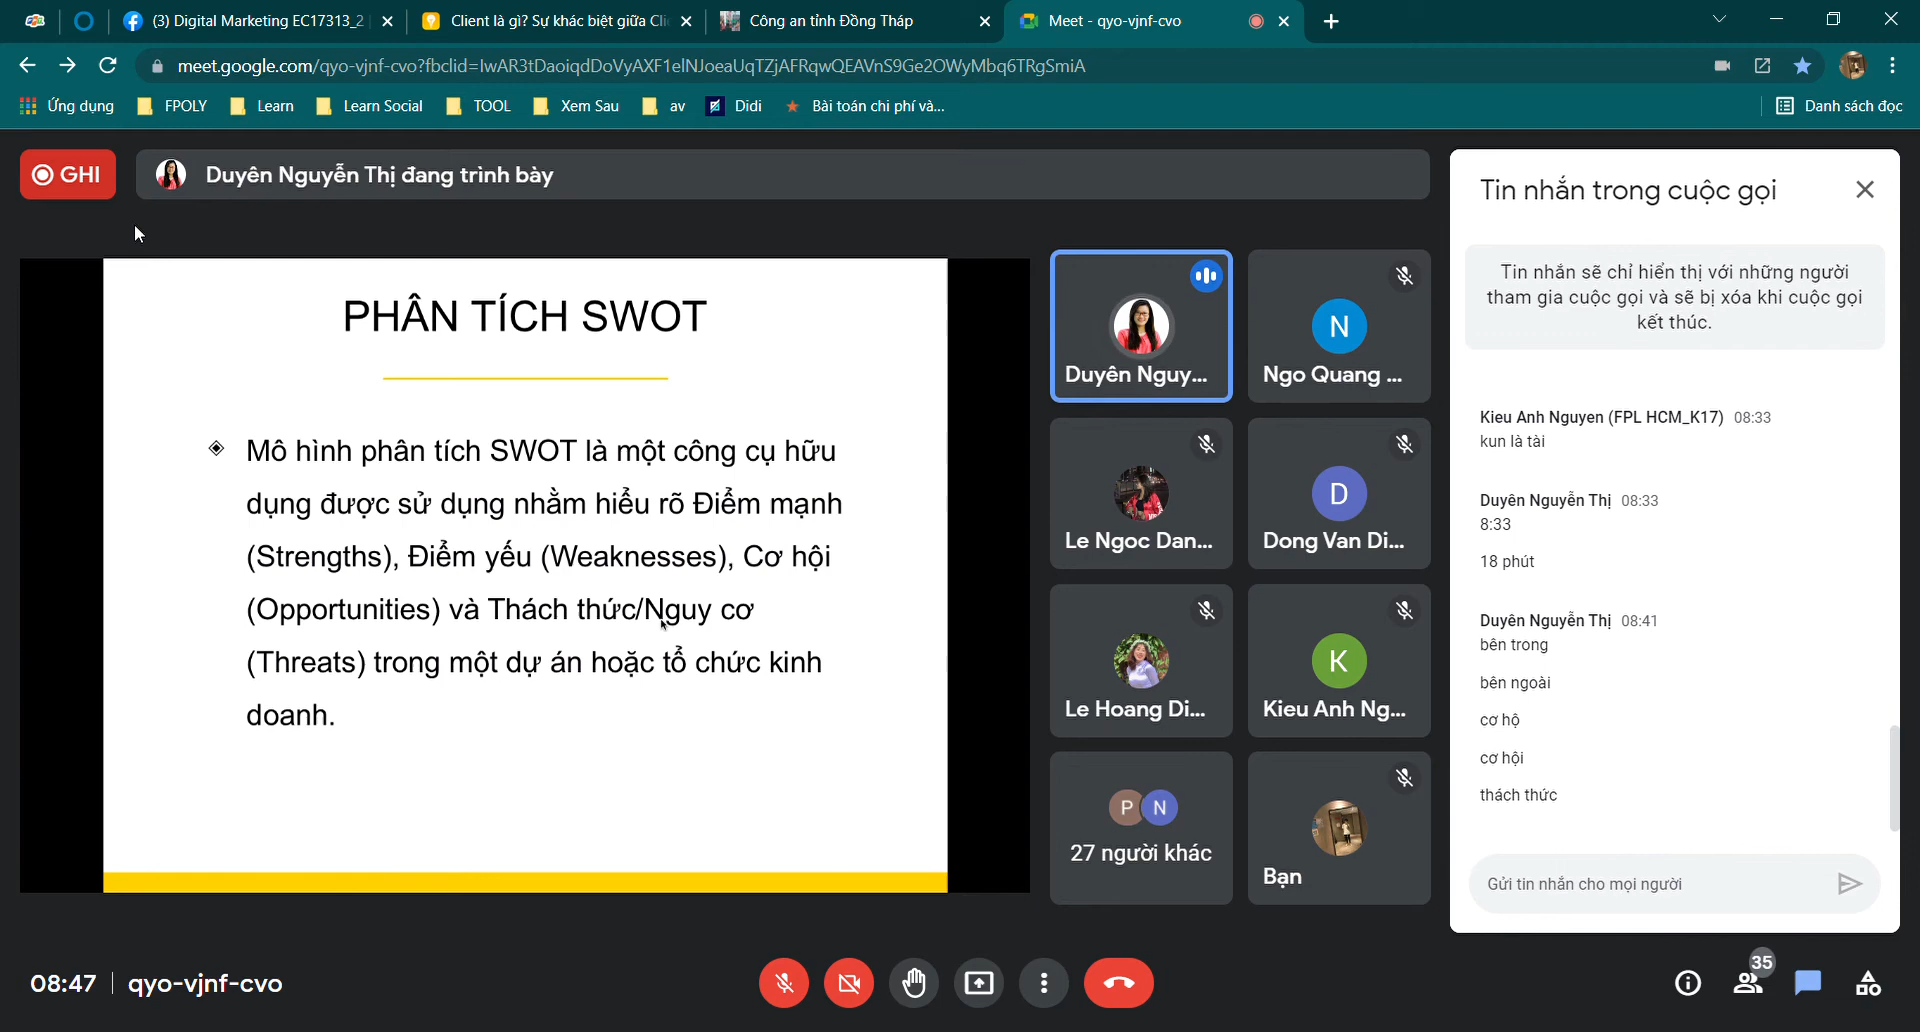 (3) Digital Marketing EC17313_2
Client là gì? Sự khác biệt giữa Cli
Công an tỉnh Đồng Tháp
Meet - qyo-vjnf-cvo
meet.google.com/qyo-vjnf-cvo?fbclid=IwAR3tDaoiqdDoVyAXF1elNJoeaUqTZjAFRqwQEAVnS9Ge2OWyMbq6TRgSmiA
Ứng dụng
FPOLY
Learn
Learn Social
TOOL
Xem Sau
av
Didi
Bài toán chi phí và...
Danh sách đọc
GHI
Duyên Nguyễn Thị đang trình bày
PHÂN TÍCH SWOT
Mô hình phân tích SWOT là một công cụ hữu
dụng được sử dụng nhằm hiểu rõ Điểm mạnh
(Strengths), Điểm yếu (Weaknesses), Cơ hội
(Opportunities) và Thách thức/Nguy cơ
(Threats) trong một dự án hoặc tổ chức kinh
doanh.
Duyên Nguy...
N
Ngo Quang ...
Le Ngoc Dan...
D
Dong Van Di...
Le Hoang Di...
K
Kieu Anh Ng...
P N
27 người khác
Bạn
Tin nhắn trong cuộc gọi
Tin nhắn sẽ chỉ hiển thị với những người
tham gia cuộc gọi và sẽ bị xóa khi cuộc gọi
kết thúc.
Kieu Anh Nguyen (FPL HCM_K17) 08:33
kun là tài
Duyên Nguyễn Thị 08:33
8:33
18 phút
Duyên Nguyễn Thị 08:41
bên trong
bên ngoài
cơ hộ
cơ hội
thách thức
Gửi tin nhắn cho mọi người
08:47 | qyo-vjnf-cvo
35